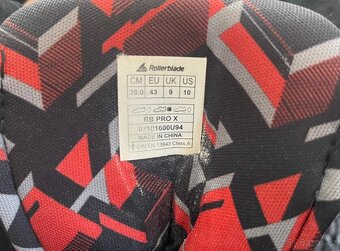 Rollerblade
CM EU UK US
28.0 43 9 10
RB PRO X
07101600U94
MADE IN CHINA
DIN EN 13843 Class A